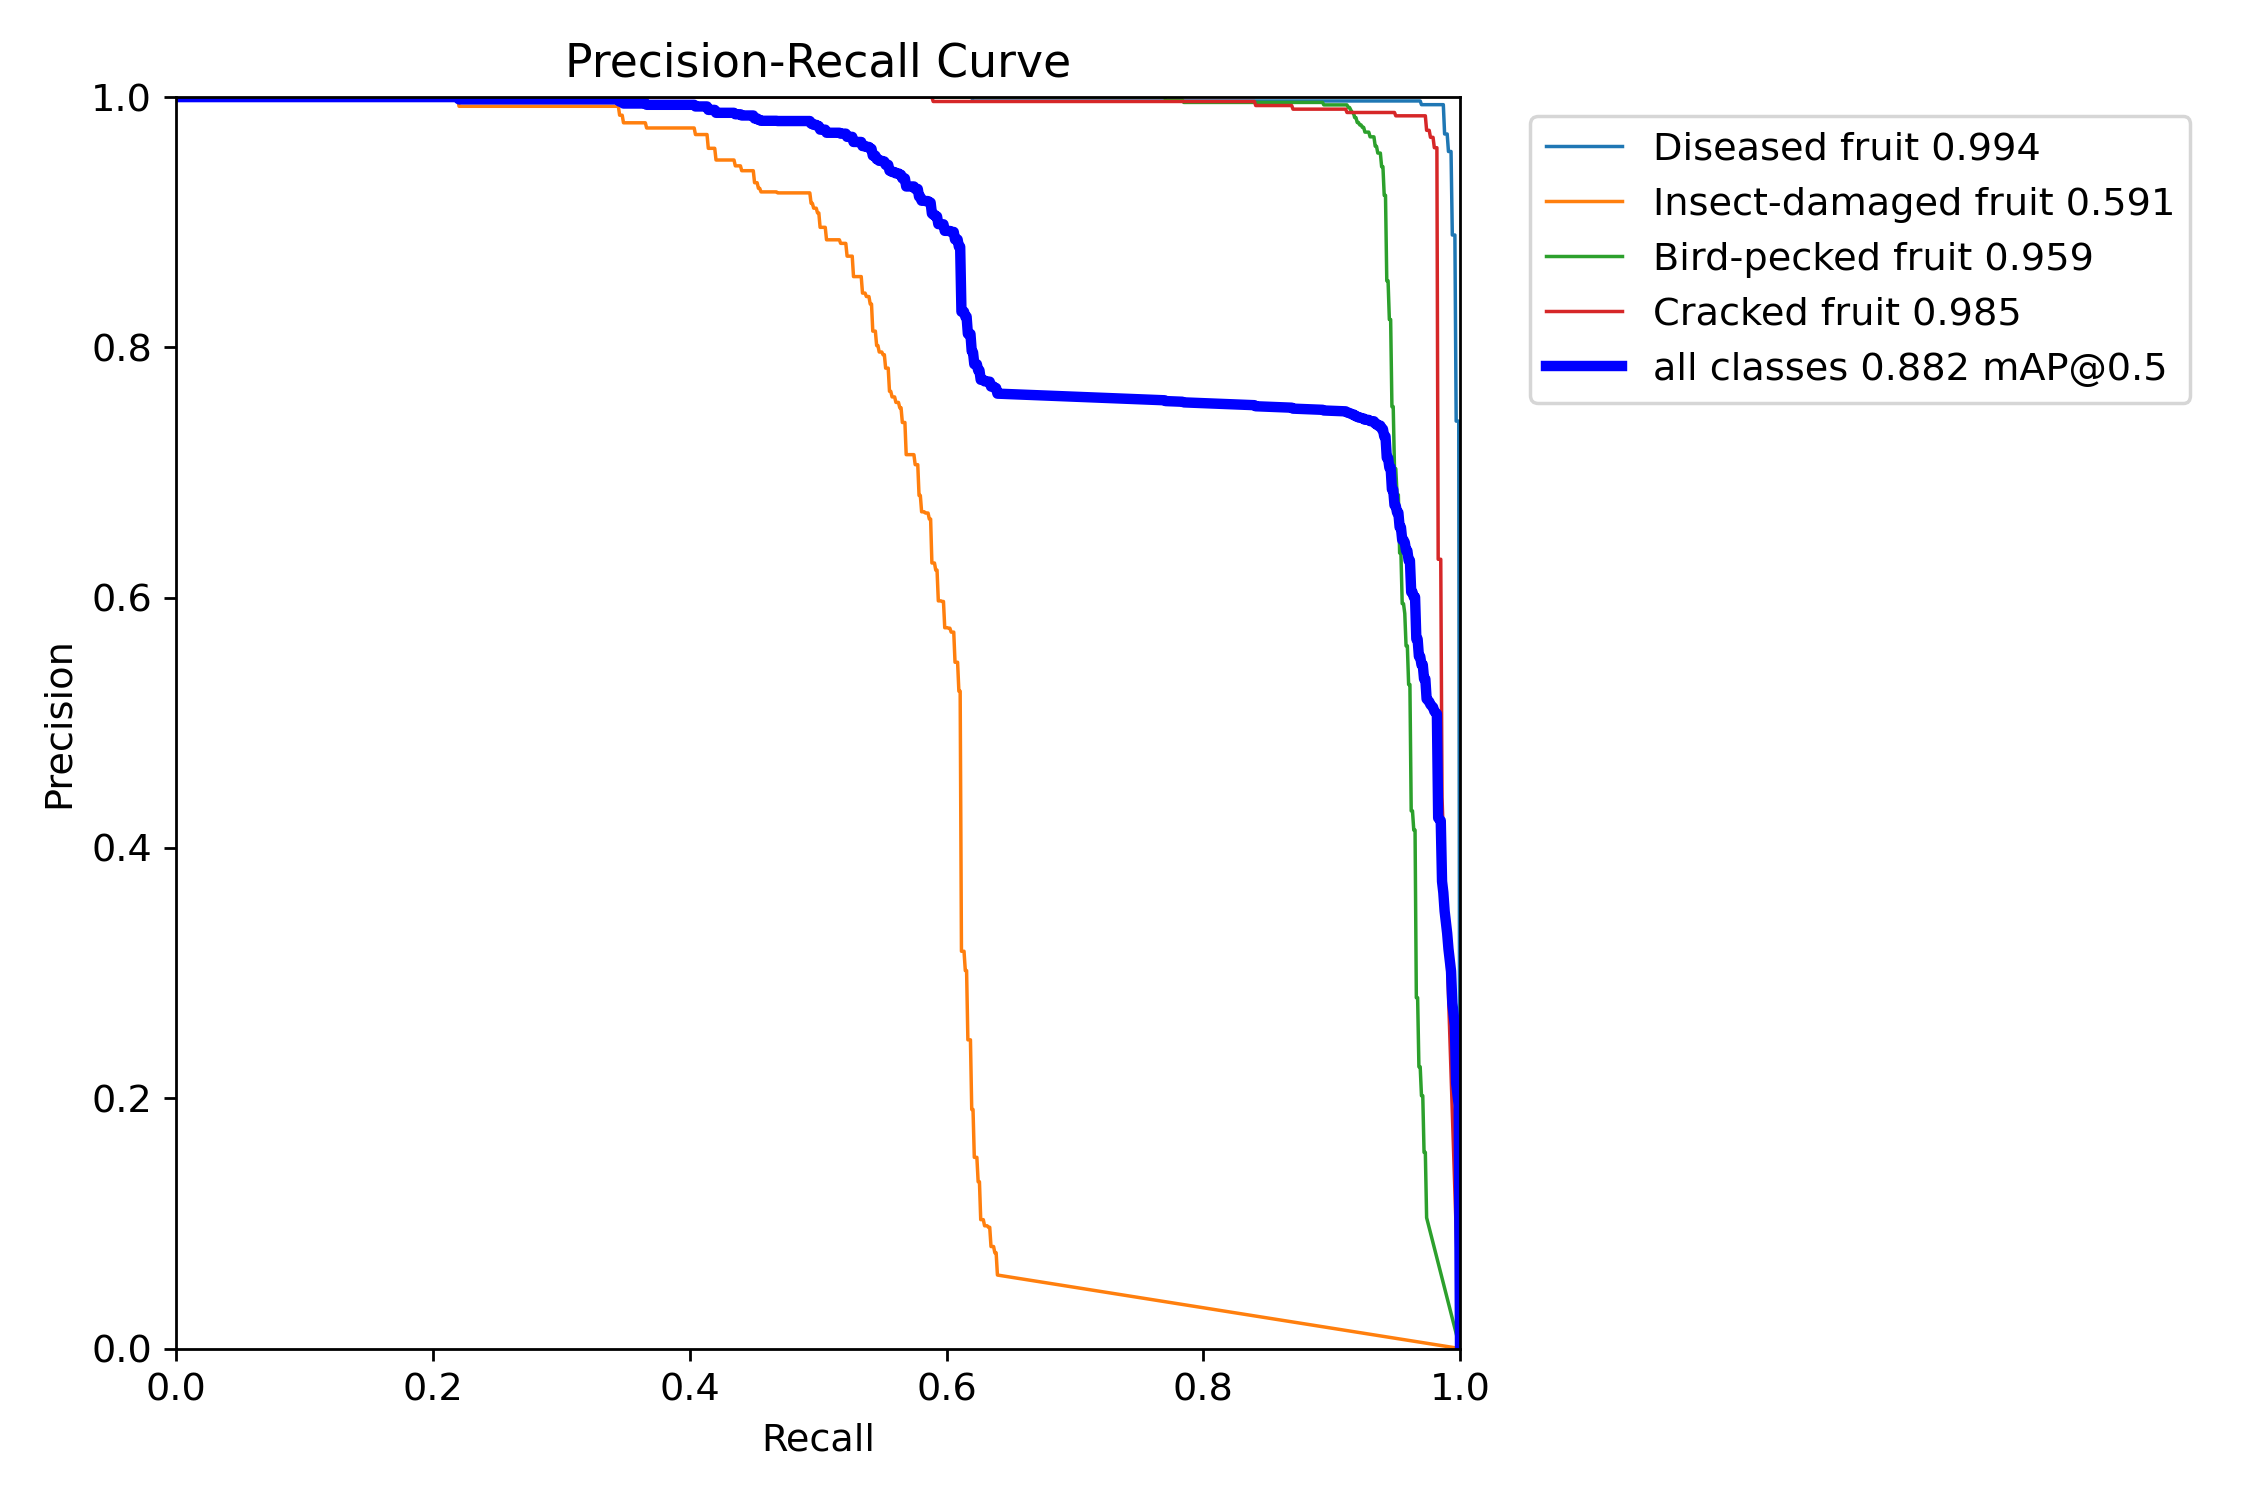 Precision-Recall Curve
1.0
0.8
0.6
0.4
0.2
0.0
Precision
0.0 0.2 0.4 0.6 0.8 1.0
Recall
Diseased fruit 0.994
Insect-damaged fruit 0.591
Bird-pecked fruit 0.959
Cracked fruit 0.985
all classes 0.882 mAP@0.5